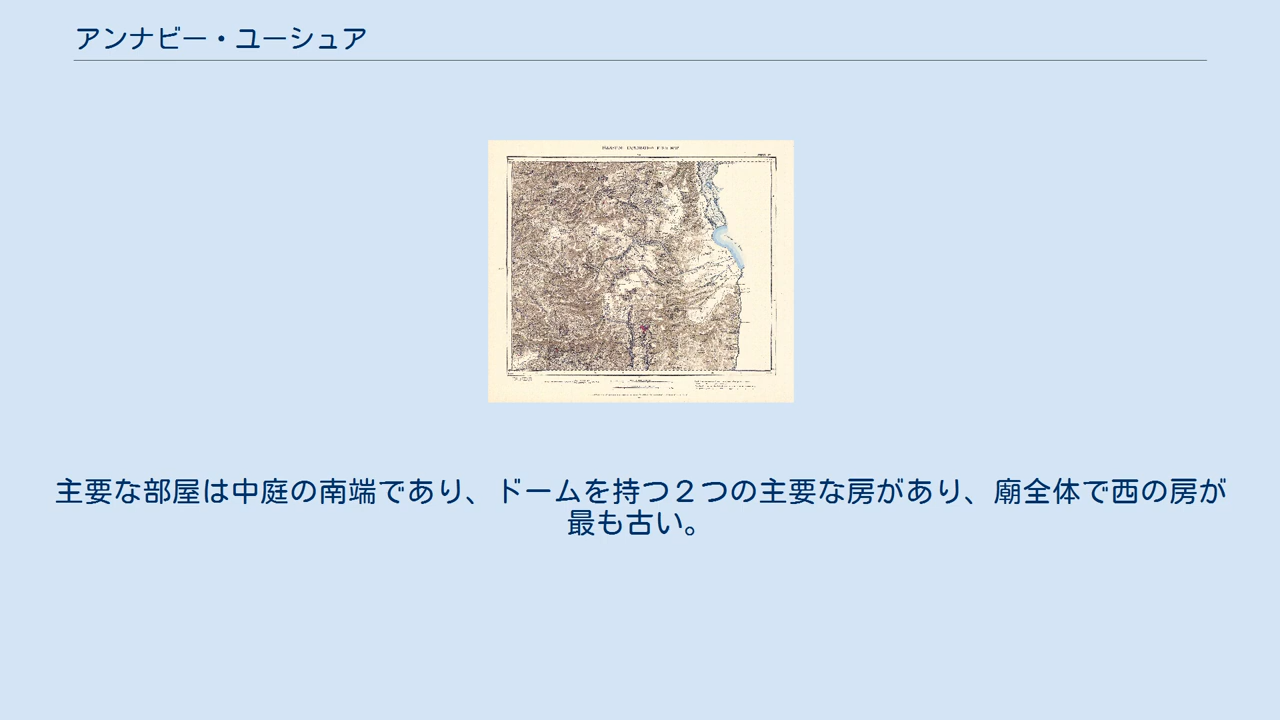 アンナビー・ユーシュア
主要な部屋は中庭の南端であり、ドームを持つ２つの主要な房があり、廟全体で西の房が
最も古い。